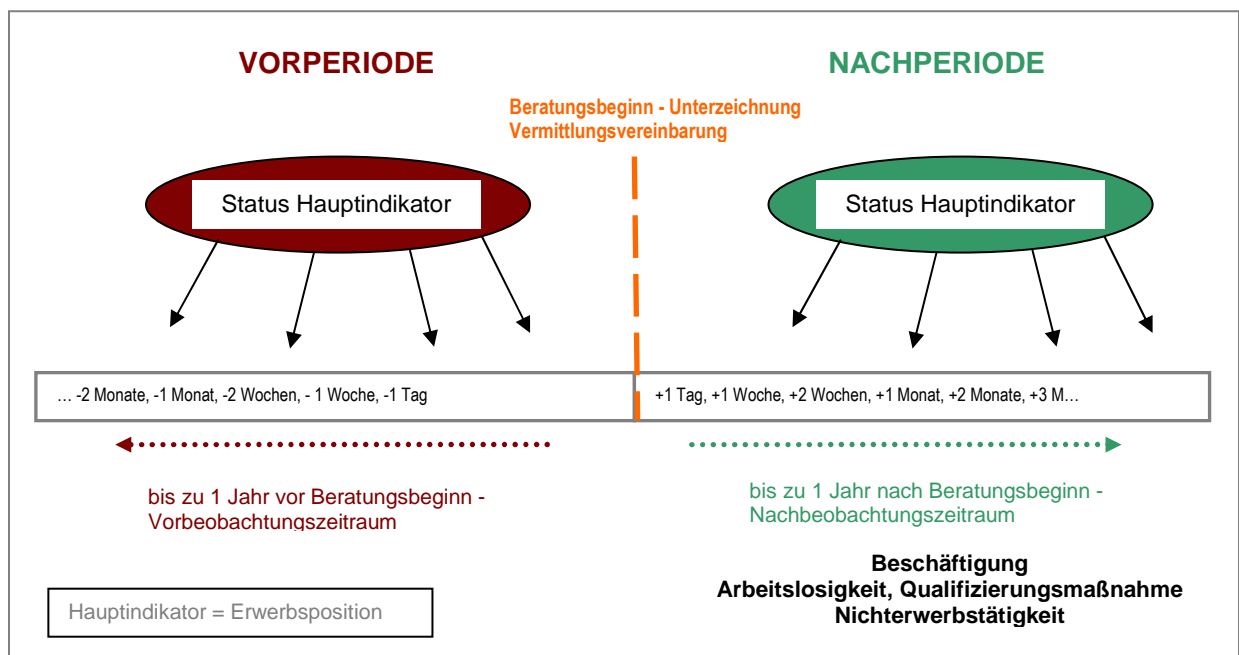 VORPERIODE
NACHPERIODE
Beratungsbeginn - Unterzeichnung
Vermittlungsvereinbarung
Status Hauptindikator
Status Hauptindikator
… -2 Monate, -1 Monat, -2 Wochen, - 1 Woche, -1 Tag
+1 Tag, +1 Woche, +2 Wochen, +1 Monat, +2 Monate, +3 M…
bis zu 1 Jahr vor Beratungsbeginn -
Vorbeobachtungszeitraum
bis zu 1 Jahr nach Beratungsbeginn -
Nachbeobachtungszeitraum
Beschäftigung
Arbeitslosigkeit, Qualifizierungsmaßnahme
Nichterwerbstätigkeit
Hauptindikator = Erwerbsposition